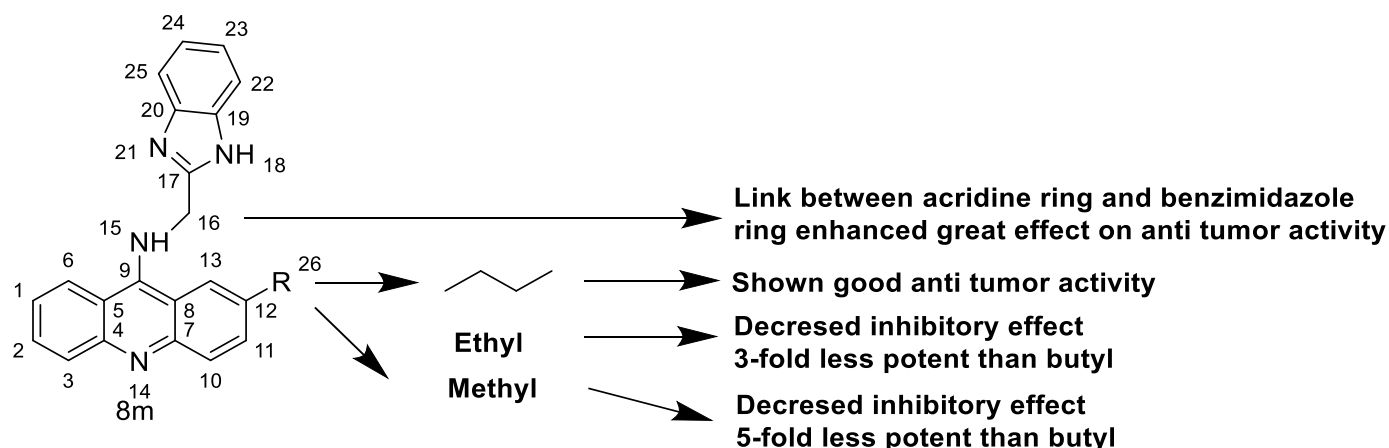 24
23
25
22
20
19
21
N
NH
18
17
15
16
NH
6
9
13
R
26
1
5
8
12
4
7
2
11
3
N
10
14
8m
Link between acridine ring and benzimidazole
ring enhanced great effect on anti tumor activity
Shown good anti tumor activity
Ethyl
Decresed inhibitory effect
3-fold less potent than butyl
Methyl
Decresed inhibitory effect
5-fold less potent than butyl